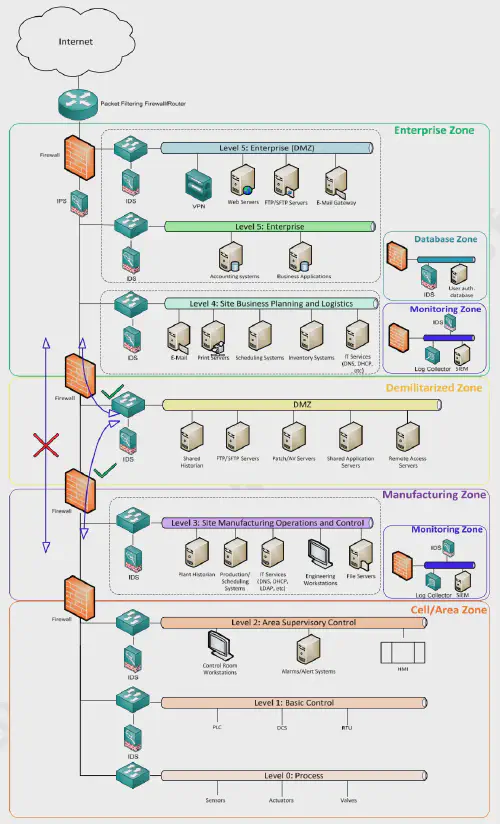 Internet
Packet Filtering Firewall/Router
Enterprise Zone
Firewall
Level 5: Enterprise (DMZ)
IDS
VPN
Web Servers
FTP/SFTP Servers
E-Mail Gateway
IPS
Level 5: Enterprise
IDS
Accounting systems
Business Applications
Database Zone
IDS
User auth
database
Level 4: Site Business Planning and Logistics
IDS
E-Mail
Print Servers
Scheduling Systems
Inventory Systems
IT Services
(DNS, DHCP,
etc)
Monitoring Zone
IDS
Log Collector
SIEM
Firewall
Demilitarized Zone
DMZ
IDS
Shared
Historian
FTP/SFTP Servers
Patch/AV Servers
Shared Application
Servers
Remote Access
Servers
Firewall
Manufacturing Zone
Level 3: Site Manufacturing Operations and Control
IDS
Plant Historian
Production/
Scheduling
Systems
IT Services
(DNS, DHCP,
LDAP, etc)
Engineering
Workstations
File Servers
Monitoring Zone
IDS
Log Collector
SIEM
Firewall
Cell/Area Zone
Level 2: Area Supervisory Control
IDS
Control Room
Workstations
Alarms/Alert Systems
HMI
Level 1: Basic Control
IDS
PLC
DCS
RTU
Level 0: Process
Sensors
Actuators
Valves